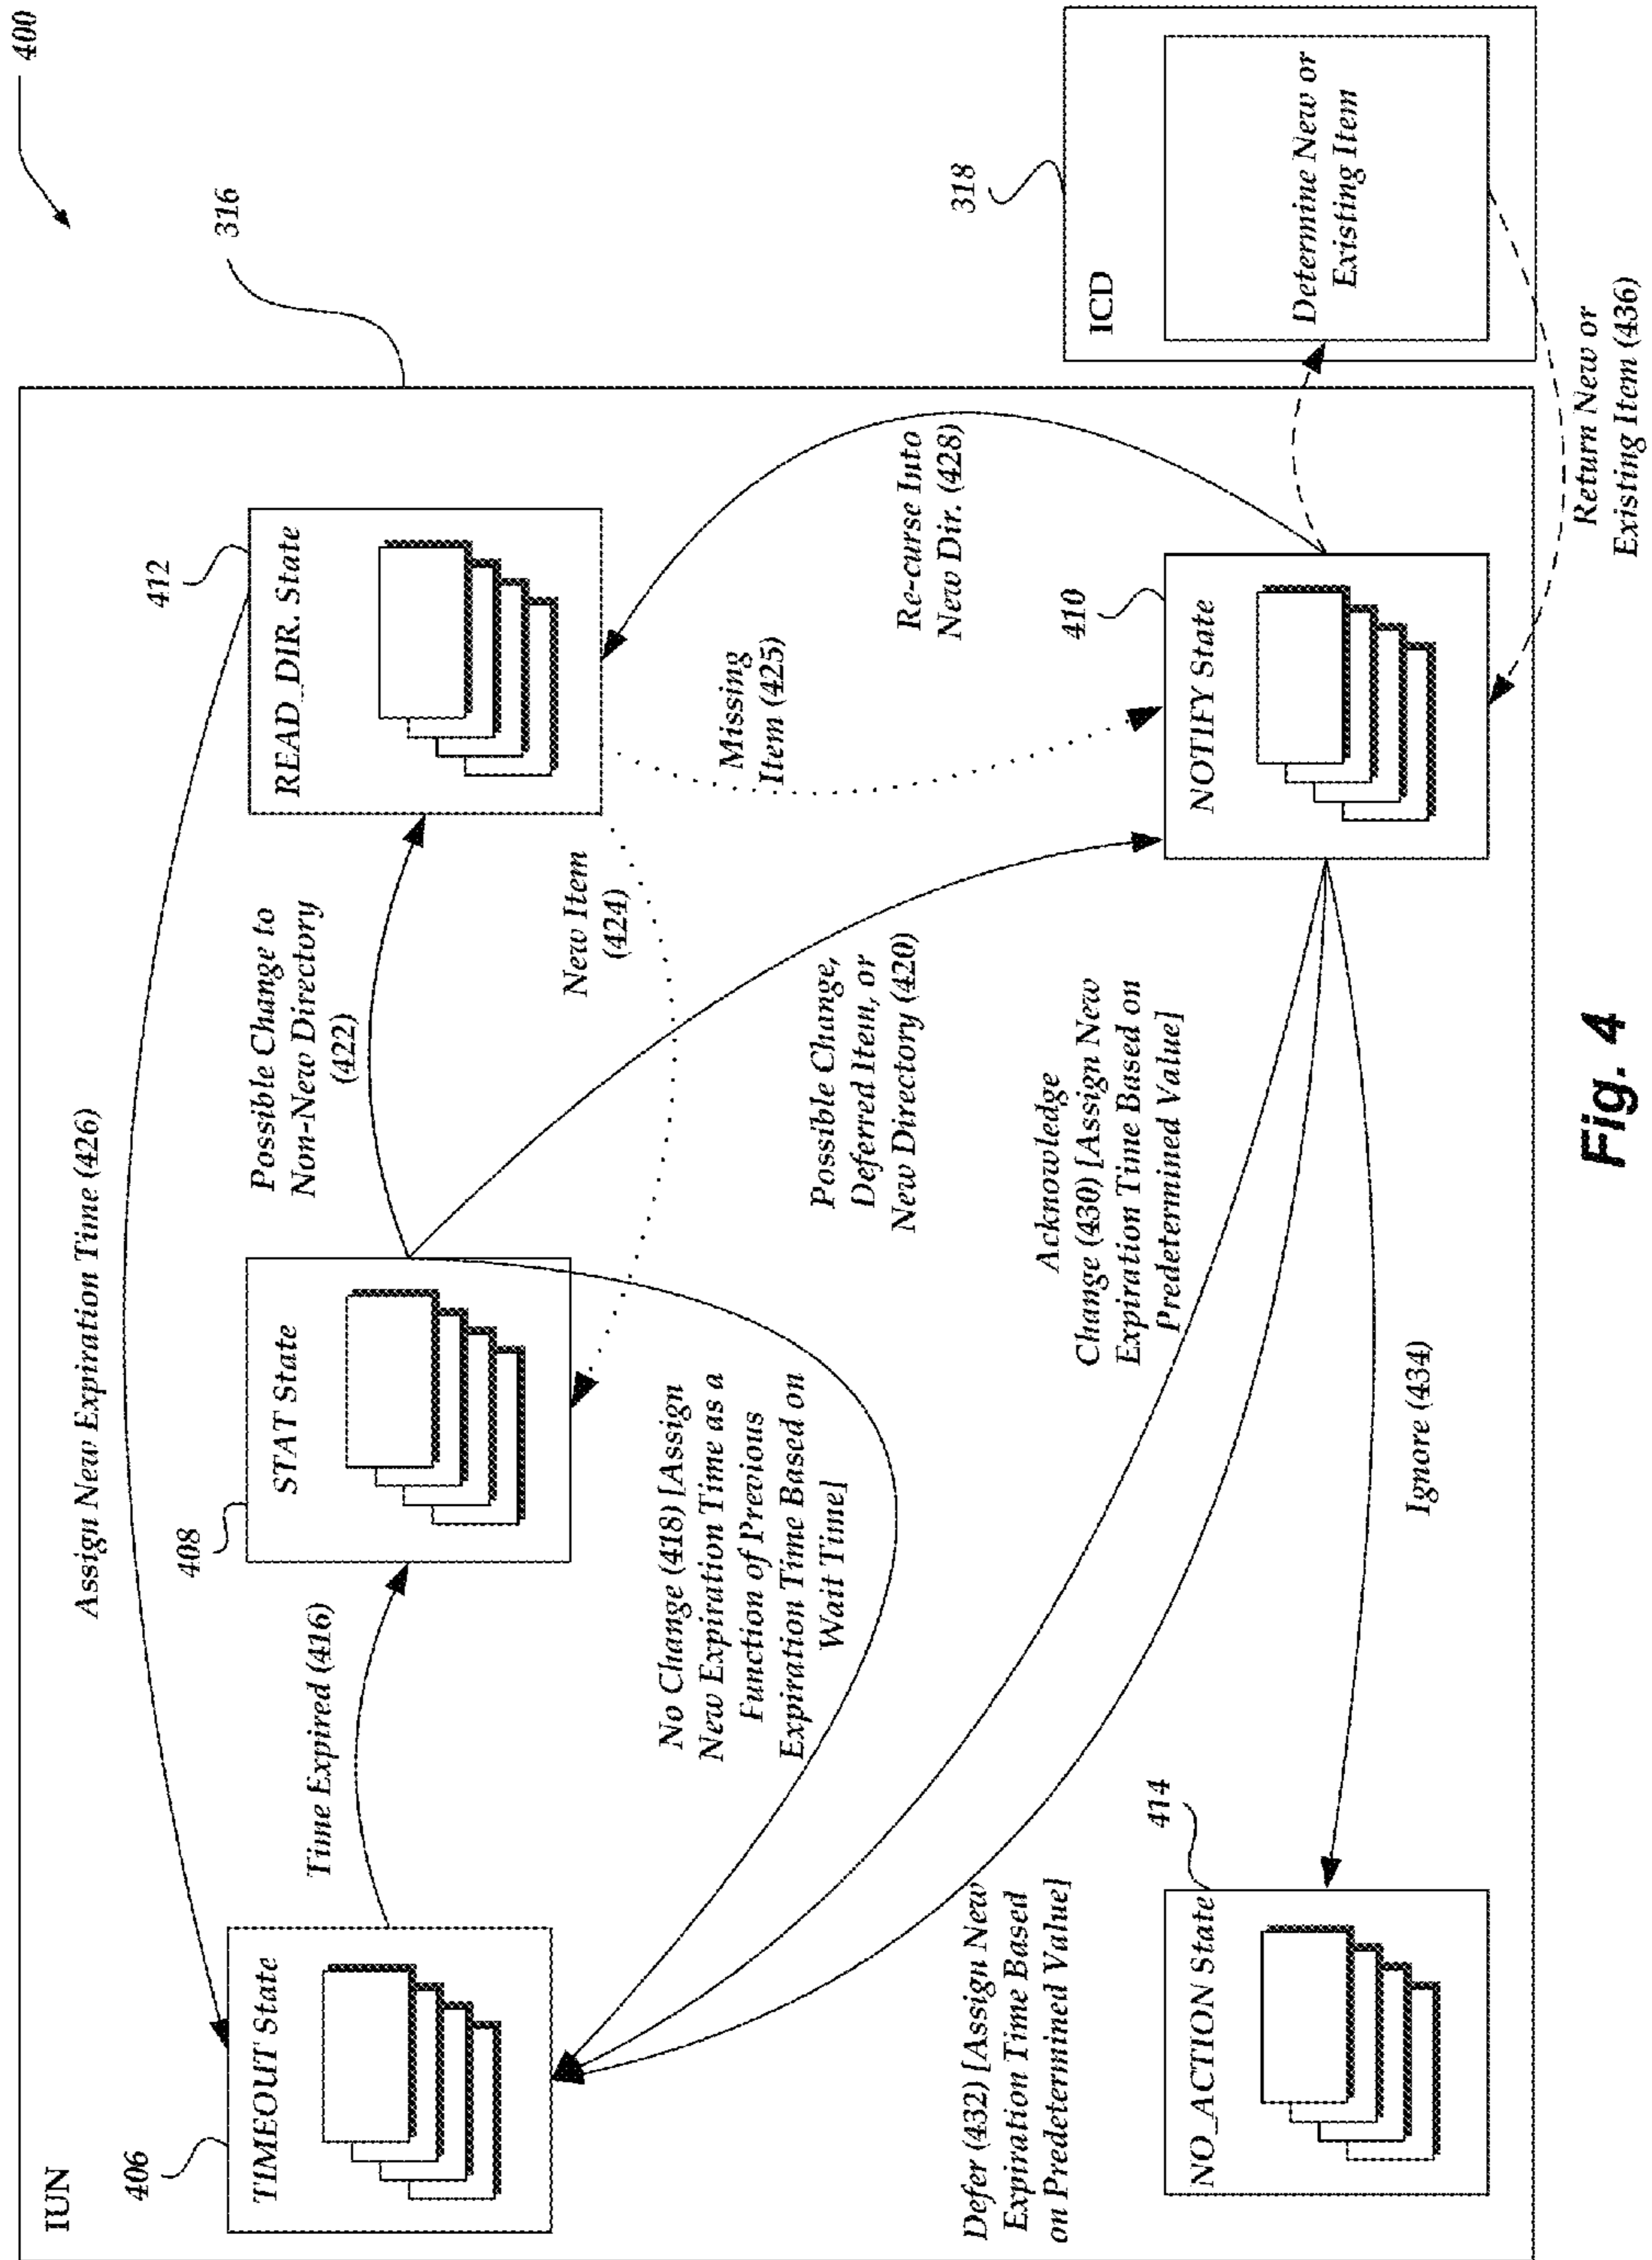 400
IUN
316
406
TIMEOUT State
Assign New Expiration Time (426)
Time Expired (416)
408
STAT State
Possible Change to
Non-New Directory
(422)
412
READ_DIR. State
New Item
(424)
Missing
Item (425)
Re-curse Into
New Dir. (428)
No Change (418) [Assign
New Expiration Time as a
Function of Previous
Expiration Time Based on
Wait Time]
Possible Change,
Deferred Item, or
New Directory (420)
318
ICD
Determine New or
Existing Item
410
NOTIFY State
Acknowledge
Change (430) [Assign New
Expiration Time Based on
Predetermined Value]
Defer (432) [Assign New
Expiration Time Based
on Predetermined Value]
414
NO_ACTION State
Ignore (434)
Return New or
Existing Item (436)
Fig. 4